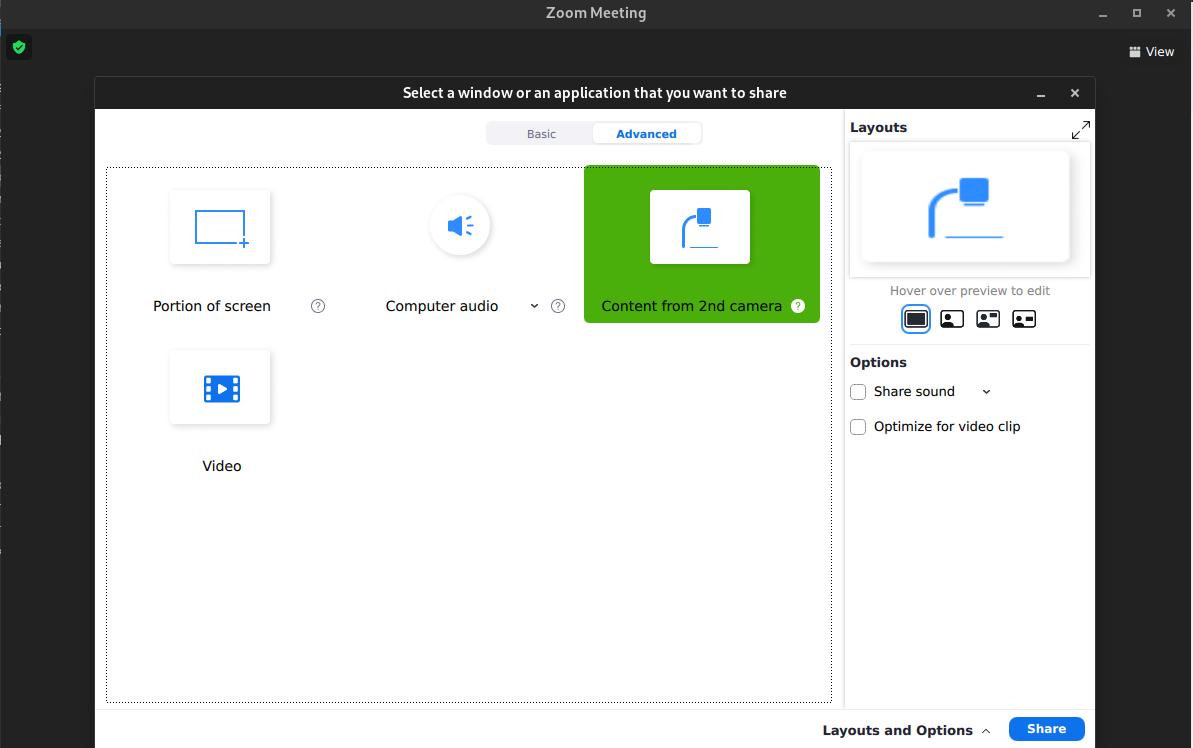 Zoom Meeting
View
Select a window or an application that you want to share
Basic
Advanced
Portion of screen
?
Computer audio
?
Content from 2nd camera
?
Video
Layouts
Hover over preview to edit
Options
Share sound
Optimize for video clip
Layouts and Options
Share